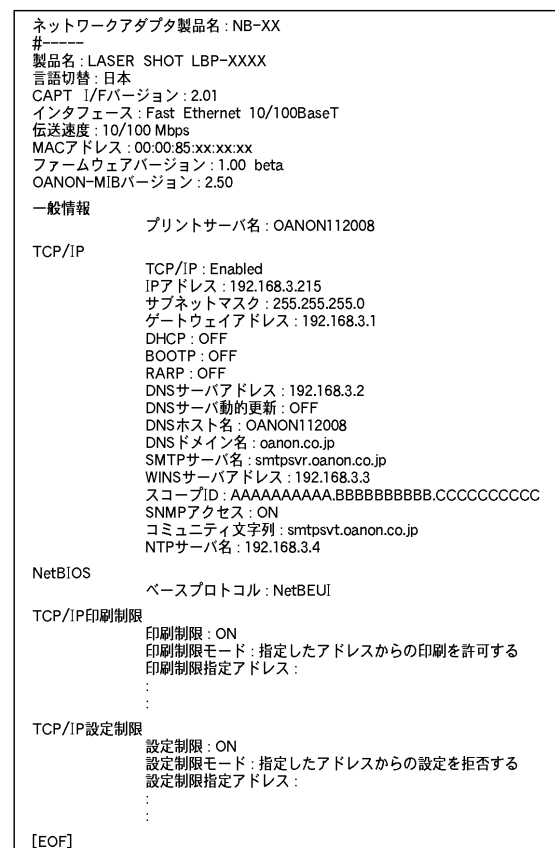 ネットワークアダプタ製品名 : NB-XX
#-----
製品名 : LASER SHOT LBP-XXXX
言語切替 : 日本
CAPT I/Fバージョン : 2.01
インタフェース : Fast Ethernet 10/100BaseT
伝送速度 : 10/100 Mbps
MACアドレス : 00:00:85:xx:xx:xx
ファームウェアバージョン : 1.00 beta
OANON-MIBバージョン : 2.50
一般情報
プリントサーバ名 : OANON112008
TCP/IP
TCP/IP : Enabled
IPアドレス : 192.168.3.215
サブネットマスク : 255.255.255.0
ゲートウェイアドレス : 192.168.3.1
DHCP : OFF
BOOTP : OFF
RARP : OFF
DNSサーバアドレス : 192.168.3.2
DNSサーバ動的更新 : OFF
DNSホスト名 : OANON112008
DNSドメイン名 : oanon.co.jp
SMTPサーバ名 : smtpsvr.oanon.co.jp
WINSサーバアドレス : 192.168.3.3
スコープID : AAAAAAAAAA.BBBBBBBBBB.CCCCCCCCCC
SNMPアクセス : ON
コミュニティ文字列 : smtpsvt.oanon.co.jp
NTPサーバ名 : 192.168.3.4
NetBIOS
ベースプロトコル : NetBEUI
TCP/IP印刷制限
印刷制限 : ON
印刷制限モード : 指定したアドレスからの印刷を許可する
印刷制限指定アドレス :
:
:
TCP/IP設定制限
設定制限 : ON
設定制限モード : 指定したアドレスからの設定を拒否する
設定制限指定アドレス :
:
:
[EOF]